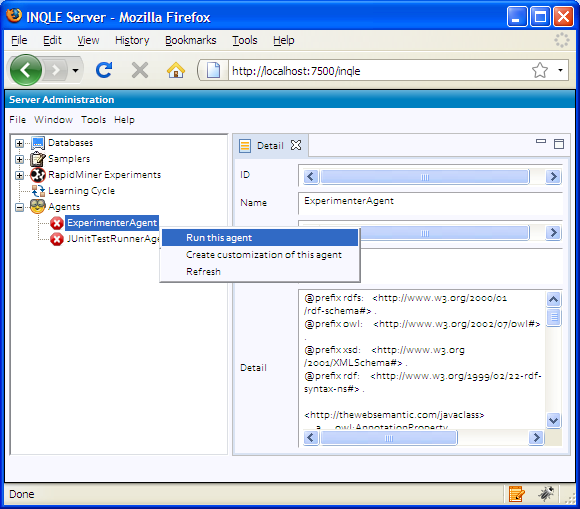 INQLE Server - Mozilla Firefox
File Edit View History Bookmarks Tools Help
http://localhost:7500/inqle
Server Administration
File Window Tools Help
Databases
Samplers
RapidMiner Experiments
Learning Cycle
Agents
ExperimenterAgent
JUnitTestRunnerAge
Run this agent
Create customization of this agent
Refresh
Detail
ID
Name ExperimenterAgent
Detail
@prefix rdfs: <http://www.w3.org/2000/01
/rdf-schema#> .
@prefix owl: <http://www.w3.org/2002/07/owl#>
.
@prefix xsd: <http://www.w3.org
/2001/XMLSchema#> .
@prefix rdf: <http://www.w3.org/1999/02/22-rdf-
syntax-ns#> .
<http://thewebsemantic.com/javaclass>
a owl:AnnotationProperty
Done